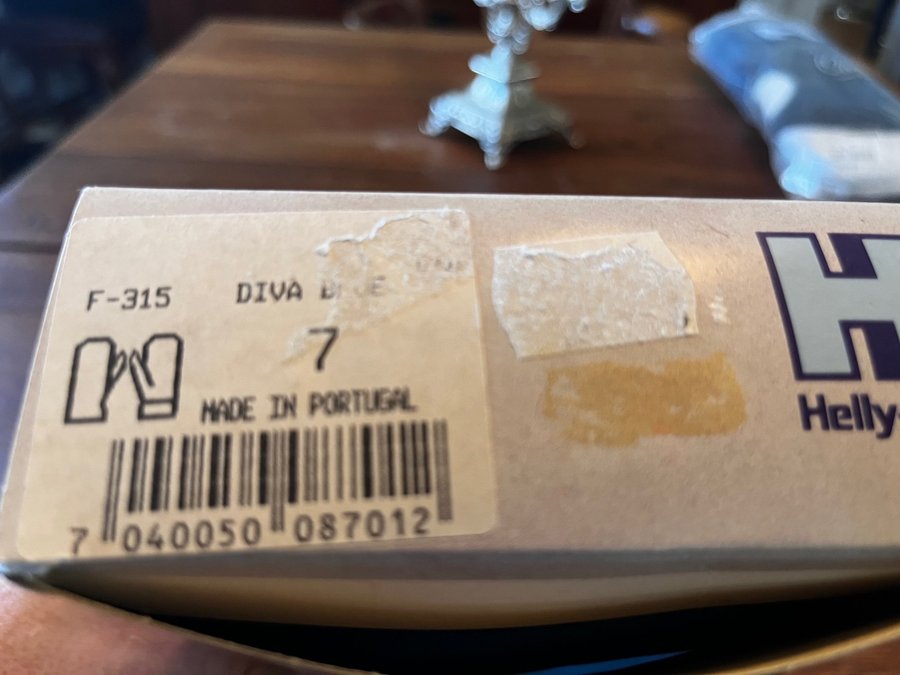 F-315 DIVA
7
MADE IN PORTUGAL
7 040050 087012
H
Helly-